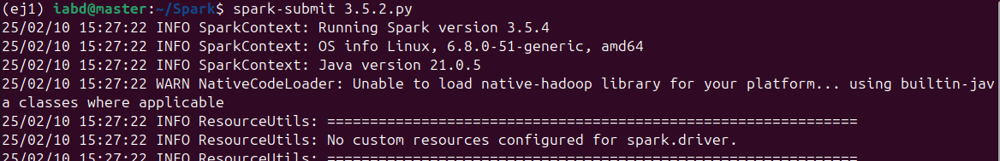 (ej1) iabd@master:~/Spark$ spark-submit 3.5.2.py
25/02/10 15:27:22 INFO SparkContext: Running Spark version 3.5.4
25/02/10 15:27:22 INFO SparkContext: OS info Linux, 6.8.0-51-generic, amd64
25/02/10 15:27:22 INFO SparkContext: Java version 21.0.5
25/02/10 15:27:22 WARN NativeCodeLoader: Unable to load native-hadoop library for your platform... using builtin-jav
a classes where applicable
25/02/10 15:27:22 INFO ResourceUtils: ==============================================================
25/02/10 15:27:22 INFO ResourceUtils: No custom resources configured for spark.driver.
25/02/10 15:27:22 INFO ResourceUtils: ==============================================================